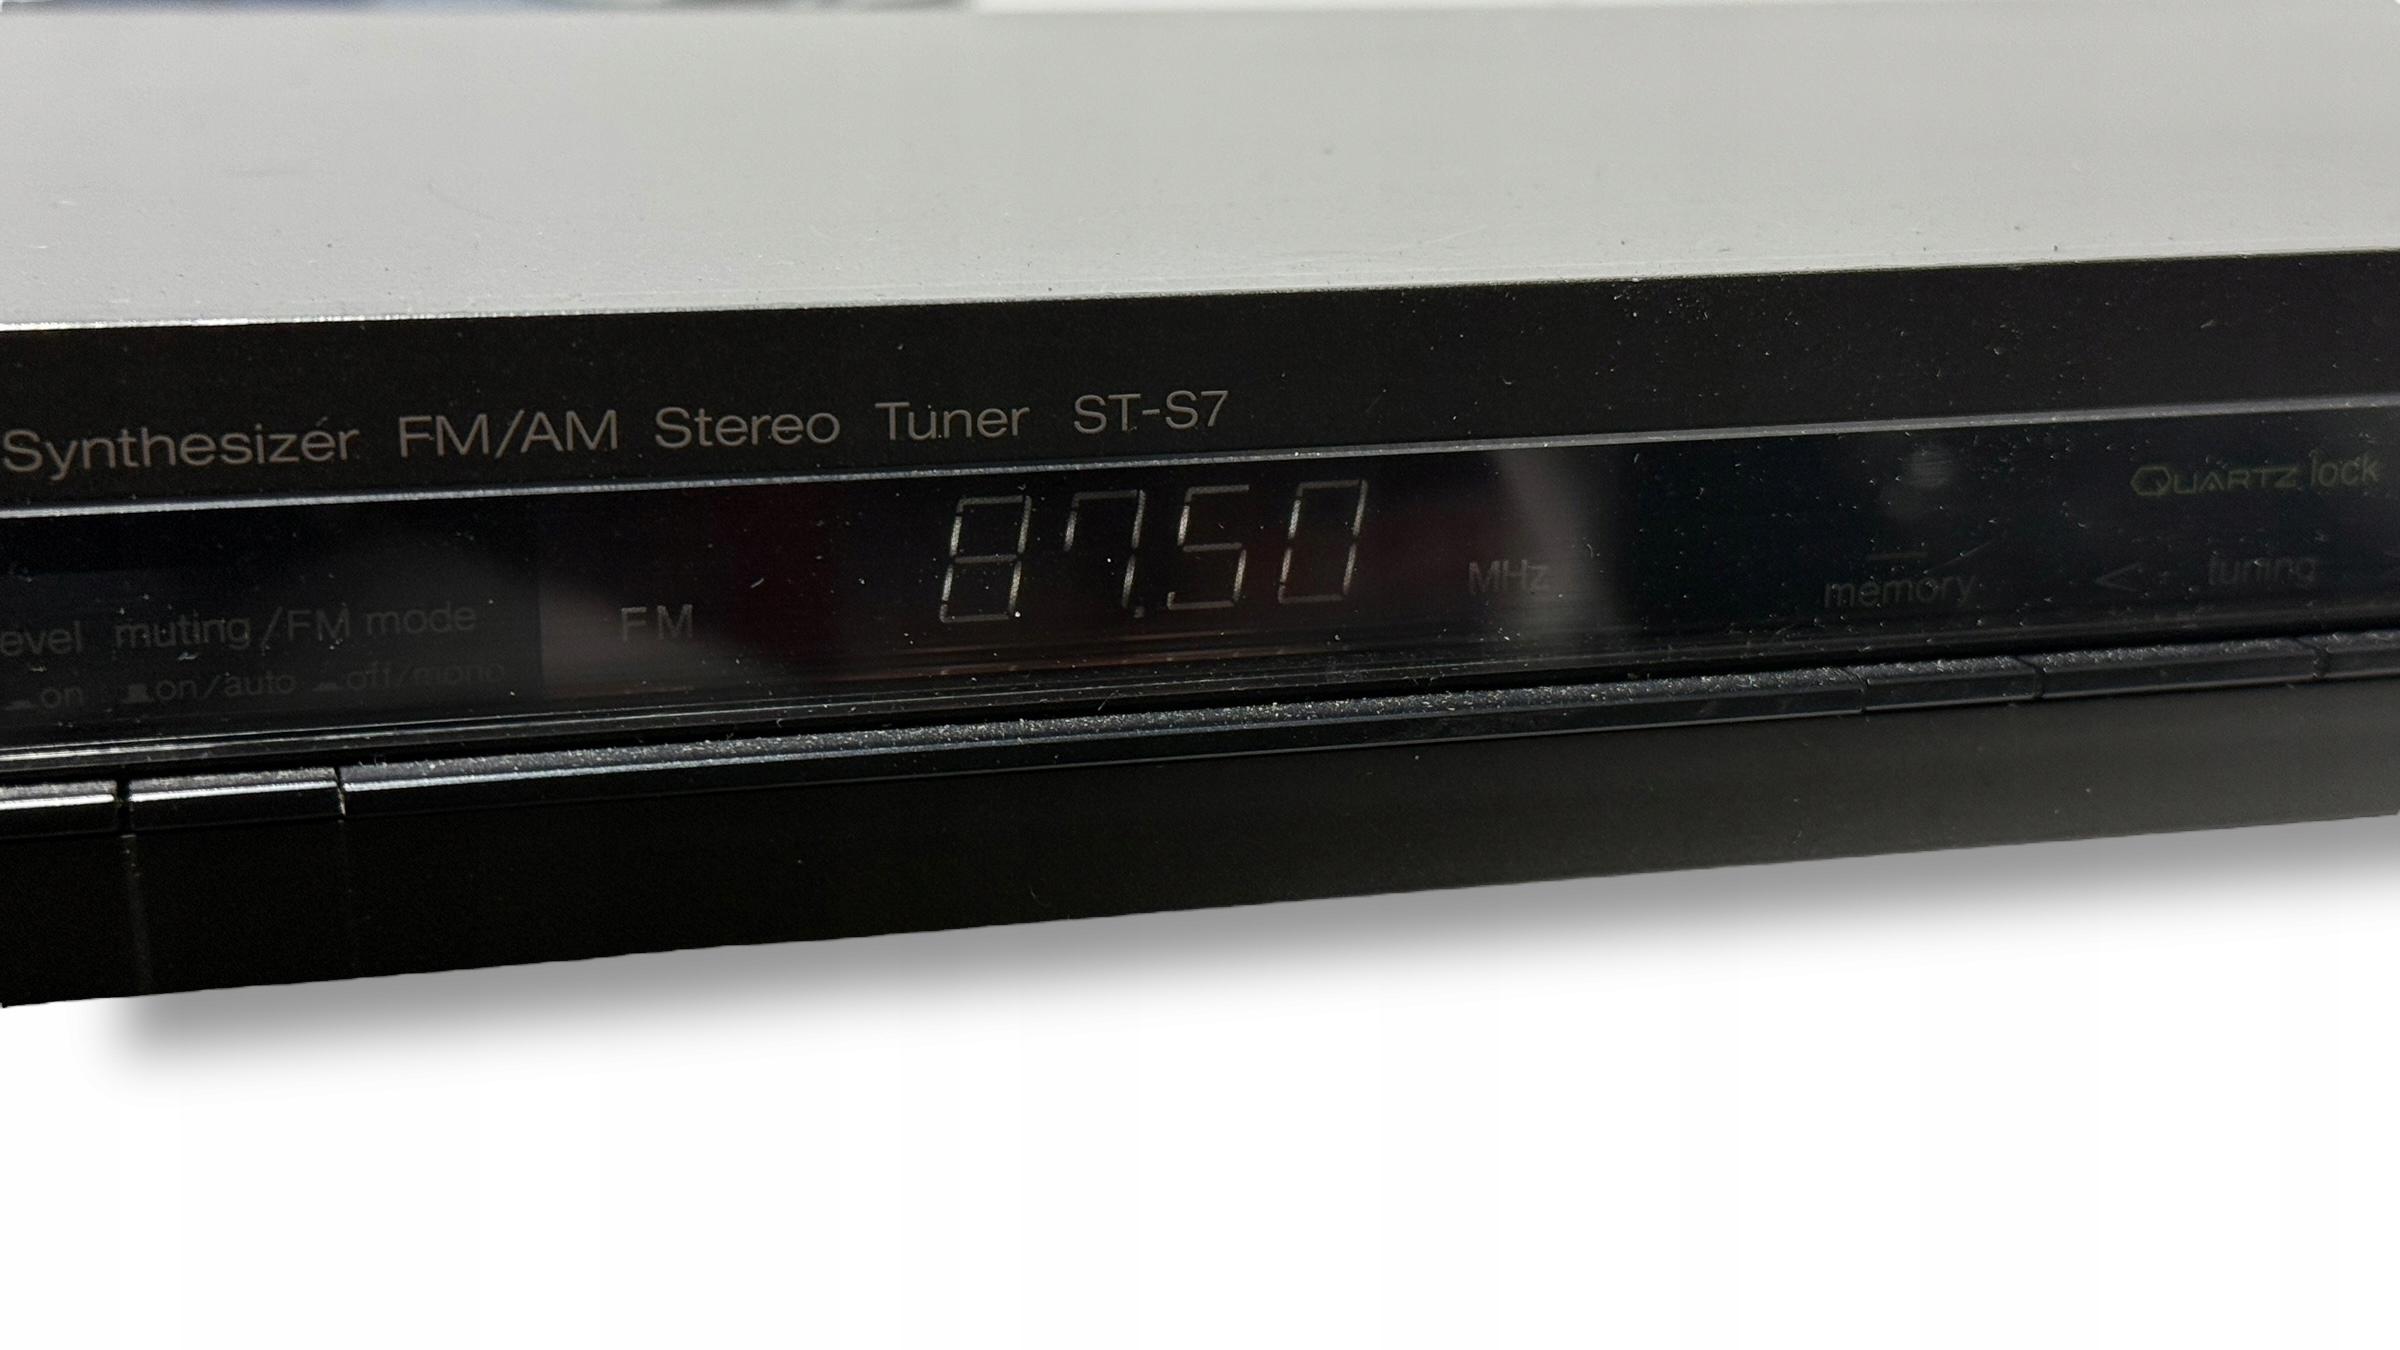 Synthesizer FM/AM Stereo Tuner ST-S7
87.50
QUARTZ lock
FM
MHz
memory
< tuning
evel muting/FM mode
on on/auto off/mono